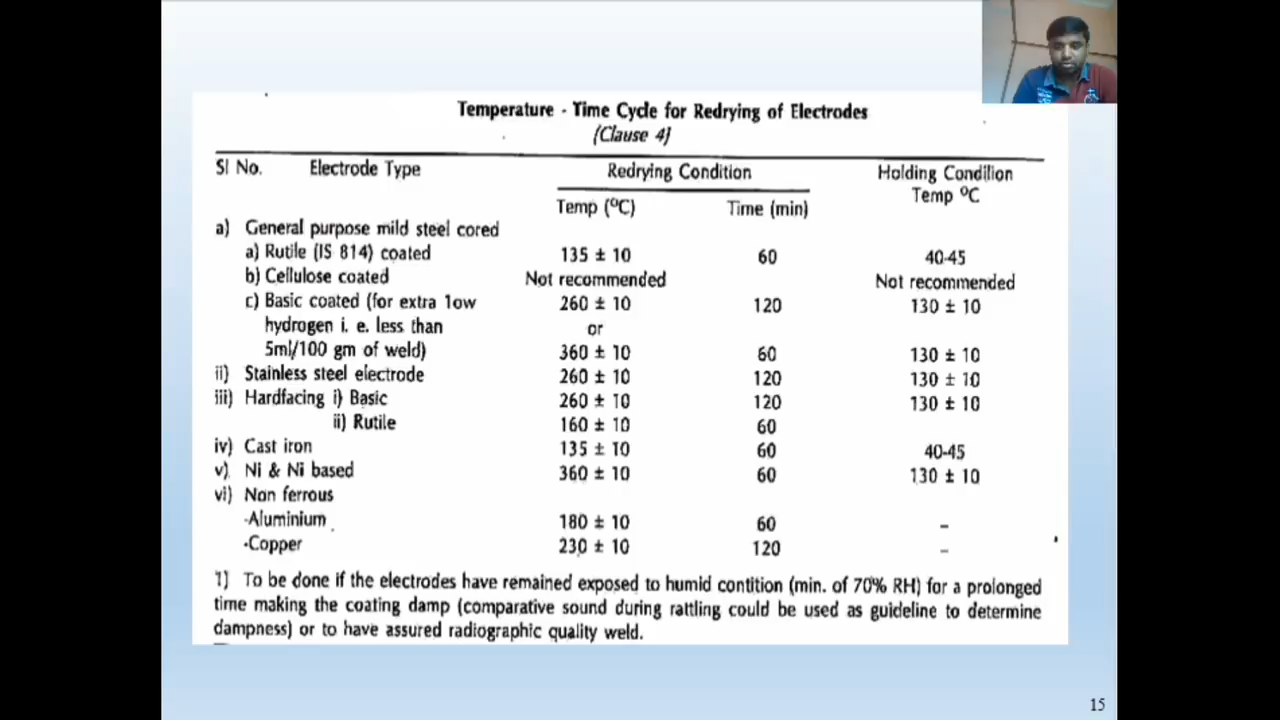 Temperature - Time Cycle for Redrying of Electrodes
(Clause 4)
Sl No. Electrode Type Redrying Condition Holding Condition
Temp (°C) Time (min) Temp °C
a) General purpose mild steel cored
a) Rutile (IS 814) coated 135 ± 10 60 40-45
b) Cellulose coated Not recommended Not recommended
c) Basic coated (for extra low 260 ± 10 120 130 ± 10
hydrogen i. e. less than or
5ml/100 gm of weld) 360 ± 10 60 130 ± 10
ii) Stainless steel electrode 260 ± 10 120 130 ± 10
iii) Hardfacing i) Basic 260 ± 10 120 130 ± 10
ii) Rutile 160 ± 10 60
iv) Cast iron 135 ± 10 60 40-45
v) Ni & Ni based 360 ± 10 60 130 ± 10
vi) Non ferrous
-Aluminium 180 ± 10 60 -
-Copper 230 ± 10 120 -
1) To be done if the electrodes have remained exposed to humid contition (min. of 70% RH) for a prolonged
time making the coating damp (comparative sound during rattling could be used as guideline to determine
dampness) or to have assured radiographic quality weld.
15